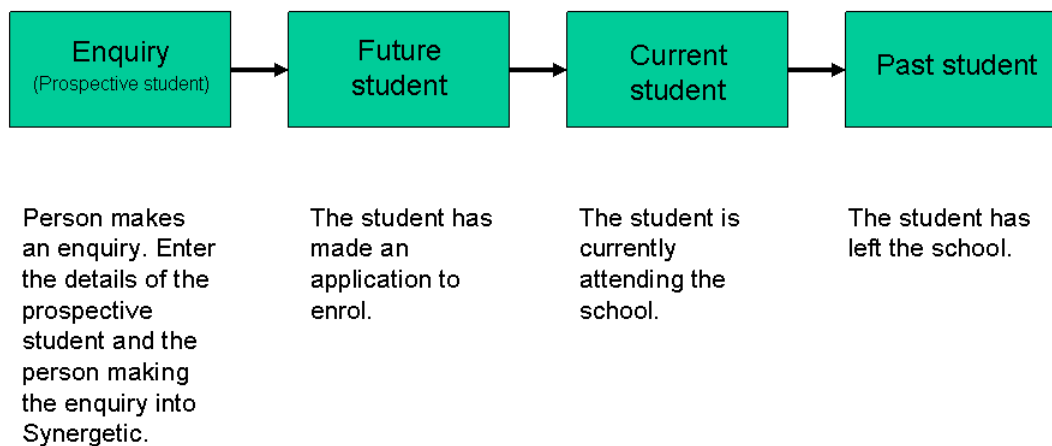 Enquiry
(Prospective student)
Future
student
Current
student
Past student
Person makes
an enquiry. Enter
the details of the
prospective
student and the
person making
the enquiry into
Synergetic.
The student has
made an
application to
enrol.
The student is
currently
attending the
school.
The student has
left the school.